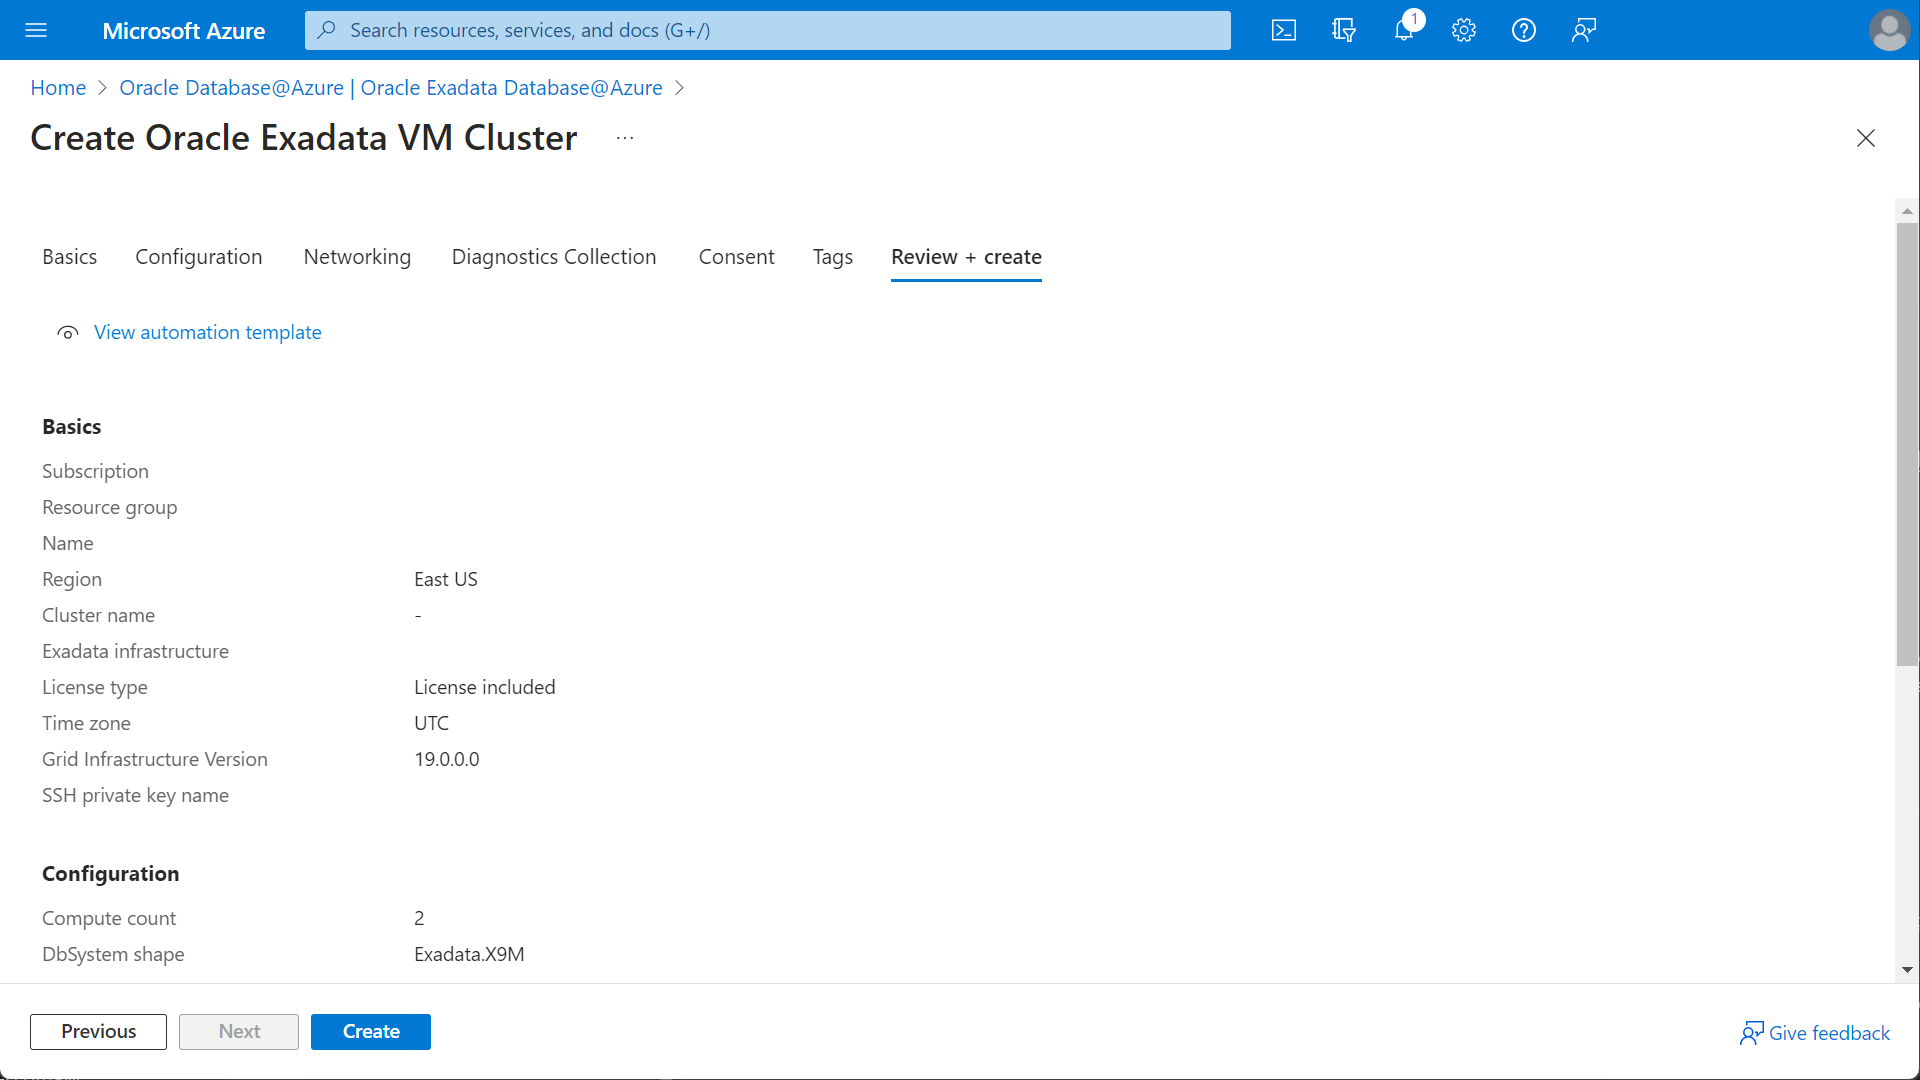 Microsoft Azure
Search resources, services, and docs (G+/)
1
Home > Oracle Database@Azure | Oracle Exadata Database@Azure >
Create Oracle Exadata VM Cluster ...
Basics Configuration Networking Diagnostics Collection Consent Tags Review + create
View automation template
Basics
Subscription
Resource group
Name
Region East US
Cluster name -
Exadata infrastructure
License type License included
Time zone UTC
Grid Infrastructure Version 19.0.0.0
SSH private key name
Configuration
Compute count 2
DbSystem shape Exadata.X9M
Previous Next Create Give feedback